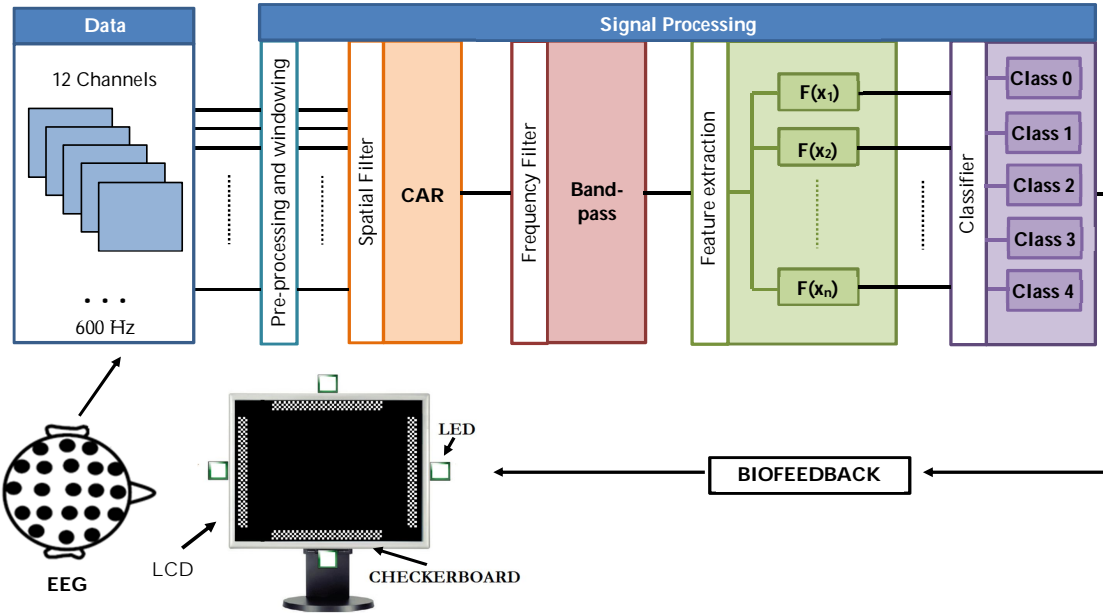 Data
Signal Processing
12 Channels
. . .
600 Hz
Pre-processing and windowing
Spatial Filter
CAR
Frequency Filter
Band-
pass
Feature extraction
F(x₁)
F(x₂)
F(xₙ)
Classifier
Class 0
Class 1
Class 2
Class 3
Class 4
LED
BIOFEEDBACK
LCD
CHECKERBOARD
EEG